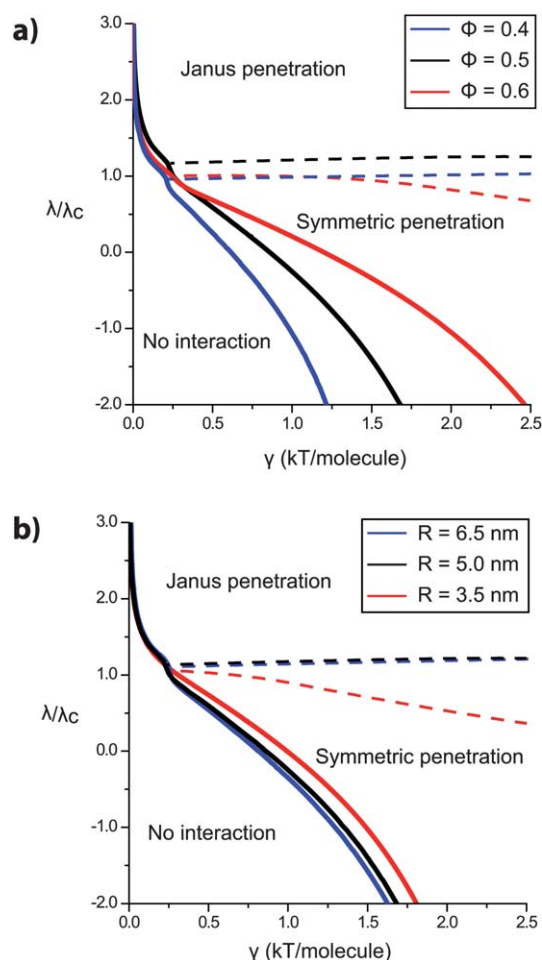 a)
Janus penetration
Φ = 0.4
Φ = 0.5
Φ = 0.6
3.0
2.0
1.0
0.0
-1.0
-2.0
λ/λc
Symmetric penetration
No interaction
0.0 0.5 1.0 1.5 2.0 2.5
γ (kT/molecule)
b)
Janus penetration
R = 6.5 nm
R = 5.0 nm
R = 3.5 nm
3.0
2.0
1.0
0.0
-1.0
-2.0
λ/λc
Symmetric penetration
No interaction
0.0 0.5 1.0 1.5 2.0 2.5
γ (kT/molecule)